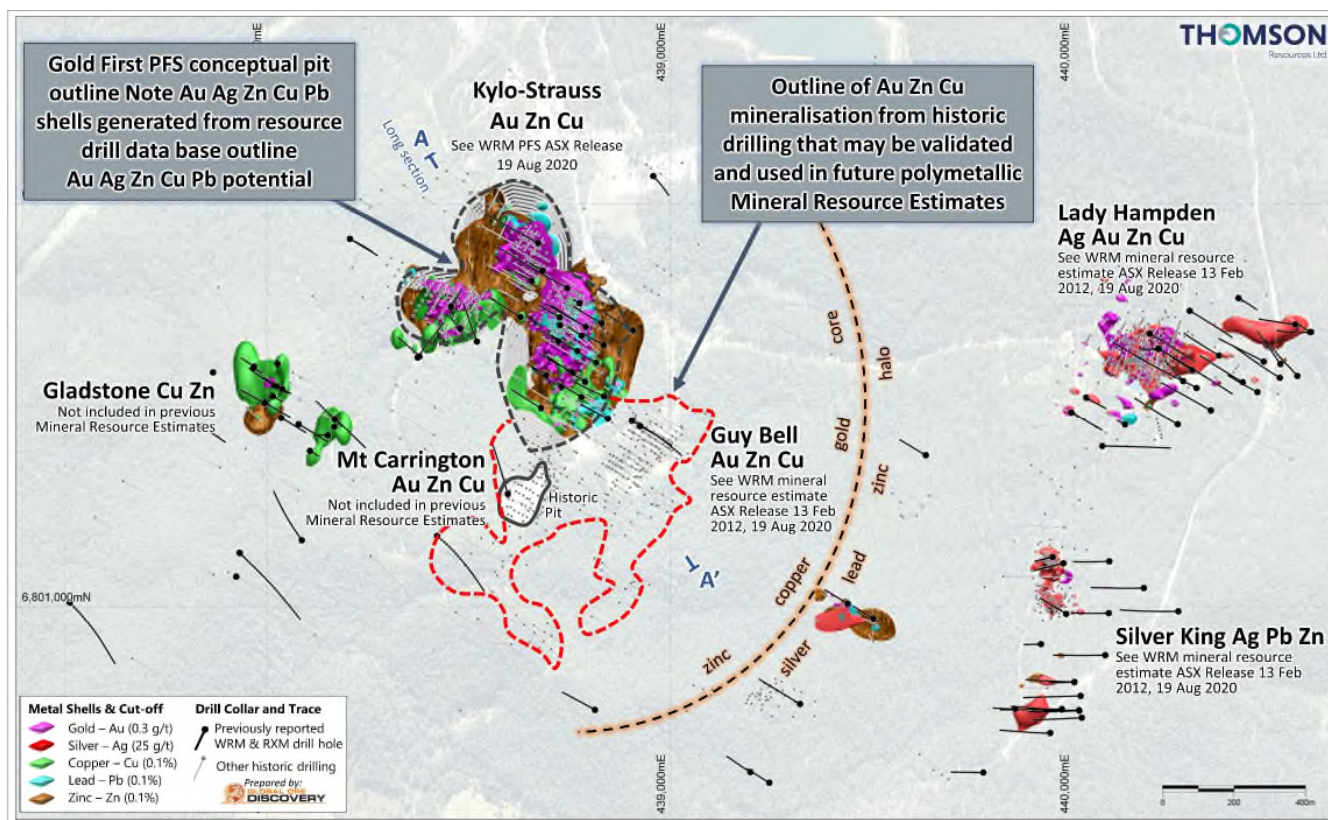 THOMSON
Resources Ltd
Gold First PFS conceptual pit
outline Note Au Ag Zn Cu Pb
shells generated from resource
drill data base outline
Au Ag Zn Cu Pb potential
439,000mE
440,000mE
Outline of Au Zn Cu
mineralisation from historic
drilling that may be validated
and used in future polymetallic
Mineral Resource Estimates
Kylo-Strauss
Au Zn Cu
See WRM PFS ASX Release
19 Aug 2020
A
Long section
Lady Hampden
Ag Au Zn Cu
See WRM mineral resource
estimate ASX Release 13 Feb
2012, 19 Aug 2020
core
halo
gold
zinc
copper
lead
zinc
silver
Gladstone Cu Zn
Not included in previous
Mineral Resource Estimates
Mt Carrington
Au Zn Cu
Not included in previous
Mineral Resource Estimates
Historic
Pit
Guy Bell
Au Zn Cu
See WRM mineral
resource estimate
ASX Release 13 Feb
2012, 19 Aug 2020
A'
6,801,000mN
Silver King Ag Pb Zn
See WRM mineral resource
estimate ASX Release 13 Feb
2012, 19 Aug 2020
Metal Shells & Cut-off
Gold – Au (0.3 g/t)
Silver – Ag (25 g/t)
Copper – Cu (0.1%)
Lead – Pb (0.1%)
Zinc – Zn (0.1%)
Drill Collar and Trace
Previously reported
WRM & RXM drill hole
Other historic drilling
Prepared by:
GLOBAL ORE
DISCOVERY
439,000mE
440,000mE
0 200 400m